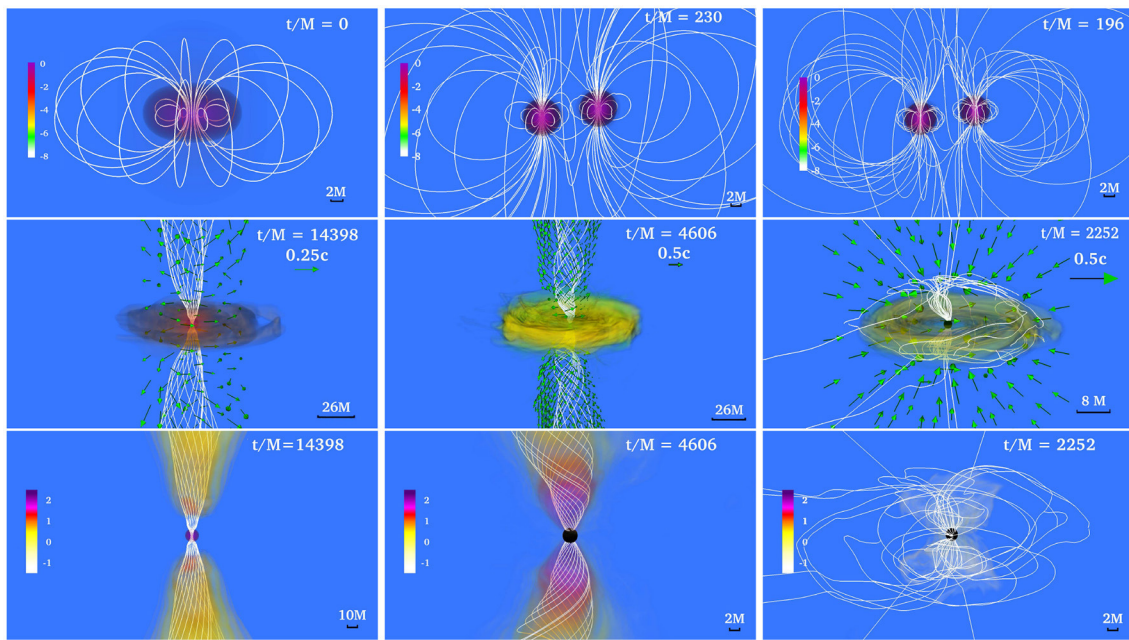 t/M = 0
0
-2
-4
-6
-8
2M
t/M = 230
0
-2
-4
-6
-8
2M
t/M = 196
0
-2
-4
-6
-8
2M
t/M = 14398
0.25c
26M
t/M = 4606
0.5c
26M
t/M = 2252
0.5c
8 M
t/M=14398
2
1
0
-1
10M
t/M = 4606
2
1
0
-1
2M
t/M = 2252
2
1
0
-1
2M